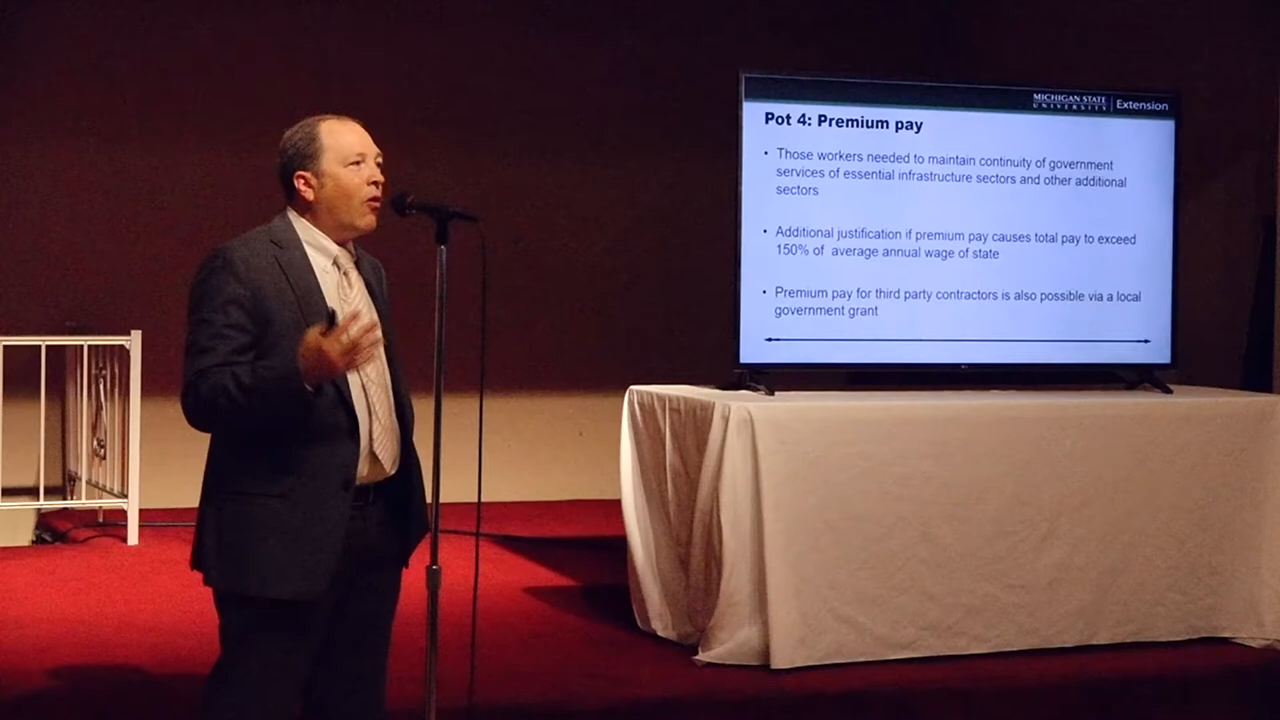 MICHIGAN STATE
UNIVERSITY
Extension
Pot 4: Premium pay
• Those workers needed to maintain continuity of government
services of essential infrastructure sectors and other additional
sectors
• Additional justification if premium pay causes total pay to exceed
150% of average annual wage of state
• Premium pay for third party contractors is also possible via a local
government grant